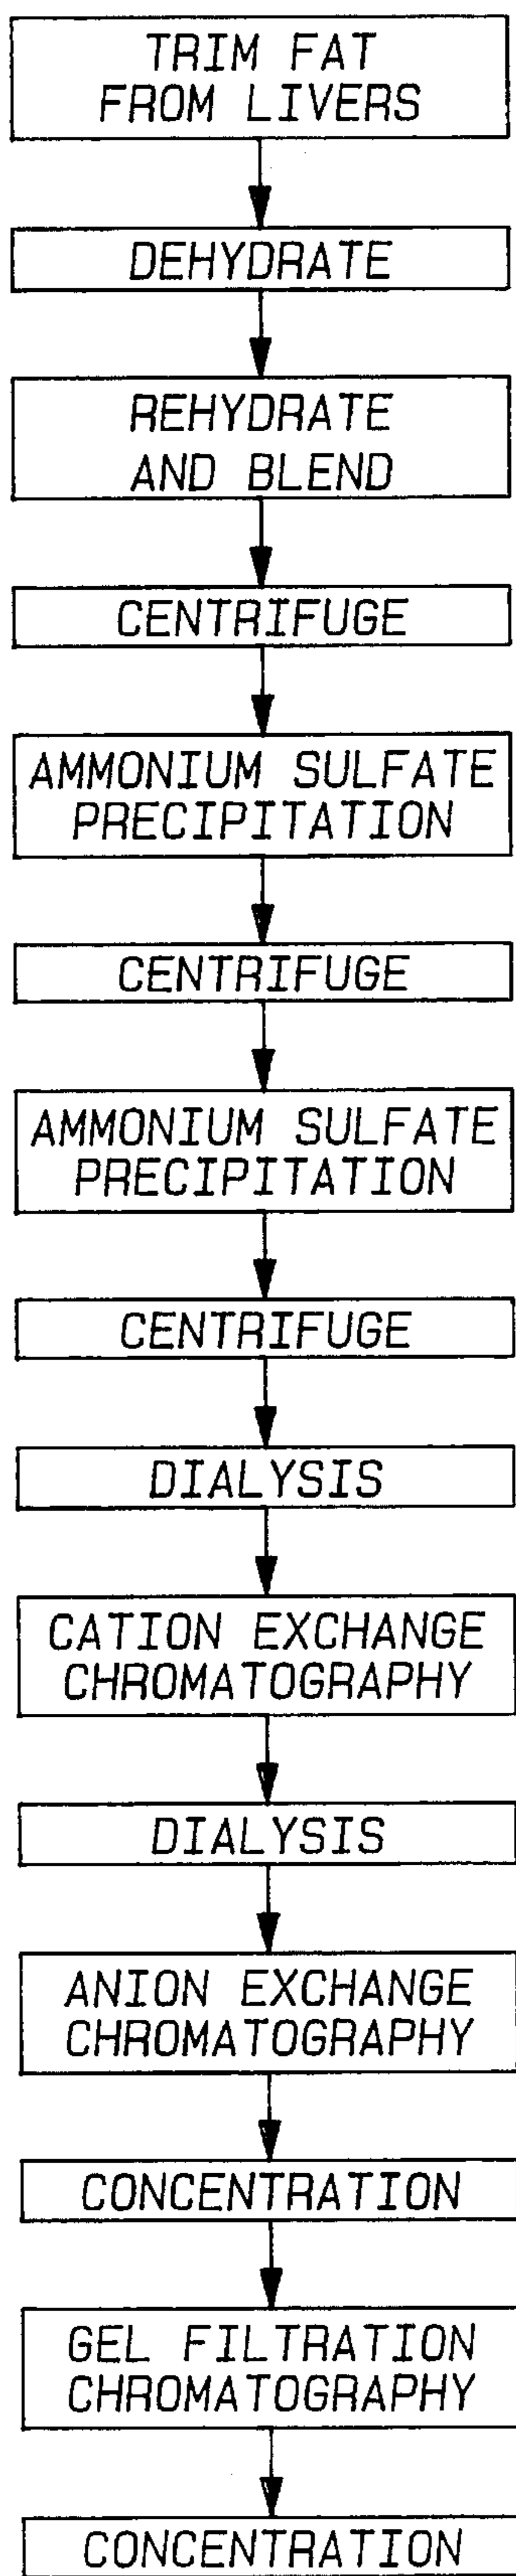 TRIM FAT
FROM LIVERS
DEHYDRATE
REHYDRATE
AND BLEND
CENTRIFUGE
AMMONIUM SULFATE
PRECIPITATION
CENTRIFUGE
AMMONIUM SULFATE
PRECIPITATION
CENTRIFUGE
DIALYSIS
CATION EXCHANGE
CHROMATOGRAPHY
DIALYSIS
ANION EXCHANGE
CHROMATOGRAPHY
CONCENTRATION
GEL FILTRATION
CHROMATOGRAPHY
CONCENTRATION